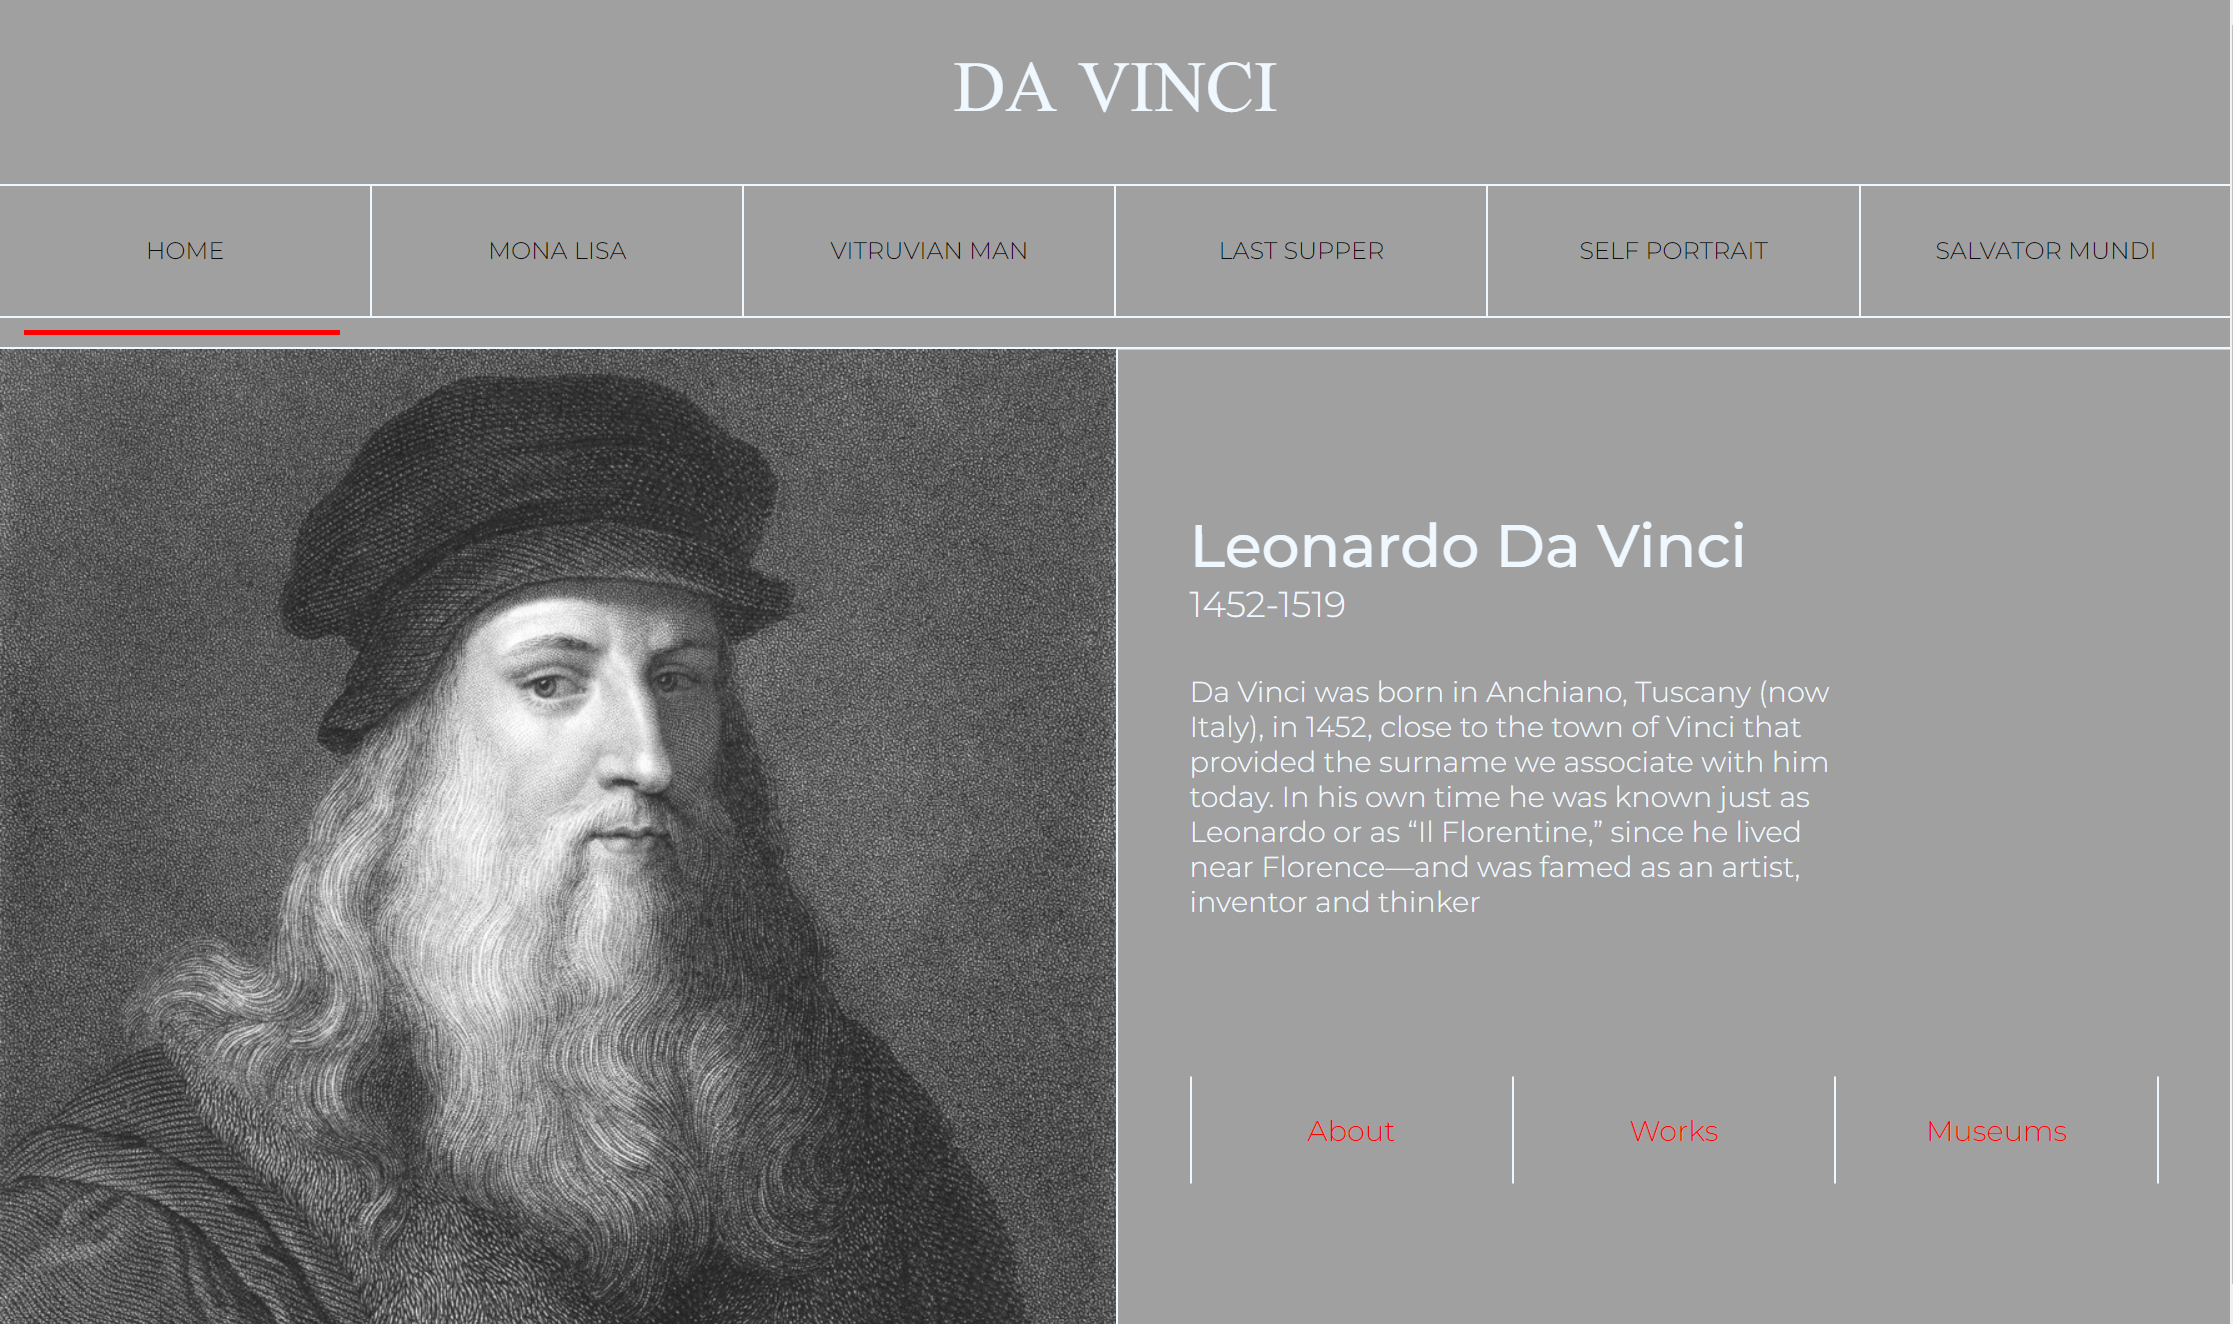 DA VINCI
HOME
MONA LISA
VITRUVIAN MAN
LAST SUPPER
SELF PORTRAIT
SALVATOR MUNDI
Leonardo Da Vinci
1452-1519
Da Vinci was born in Anchiano, Tuscany (now
Italy), in 1452, close to the town of Vinci that
provided the surname we associate with him
today. In his own time he was known just as
Leonardo or as “Il Florentine,” since he lived
near Florence—and was famed as an artist,
inventor and thinker
About
Works
Museums